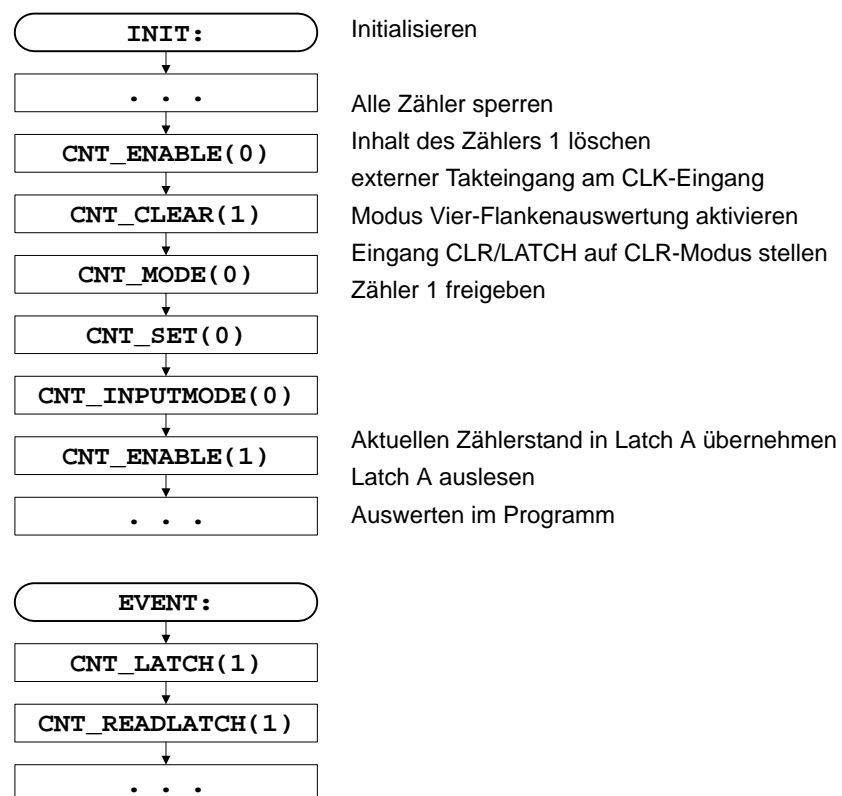 INIT:
Initialisieren
. . .
Alle Zähler sperren
CNT_ENABLE(0)
Inhalt des Zählers 1 löschen
externer Takteingang am CLK-Eingang
CNT_CLEAR(1)
Modus Vier-Flankenauswertung aktivieren
Eingang CLR/LATCH auf CLR-Modus stellen
CNT_MODE(0)
Zähler 1 freigeben
CNT_SET(0)
CNT_INPUTMODE(0)
Aktuellen Zählerstand in Latch A übernehmen
CNT_ENABLE(1)
Latch A auslesen
. . .
Auswerten im Programm
EVENT:
CNT_LATCH(1)
CNT_READLATCH(1)
. . .